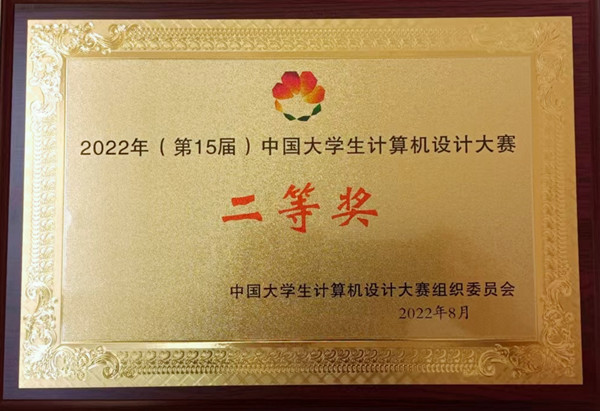 2022年（第15届）中国大学生计算机设计大赛
二等奖
中国大学生计算机设计大赛组织委员会
2022年8月